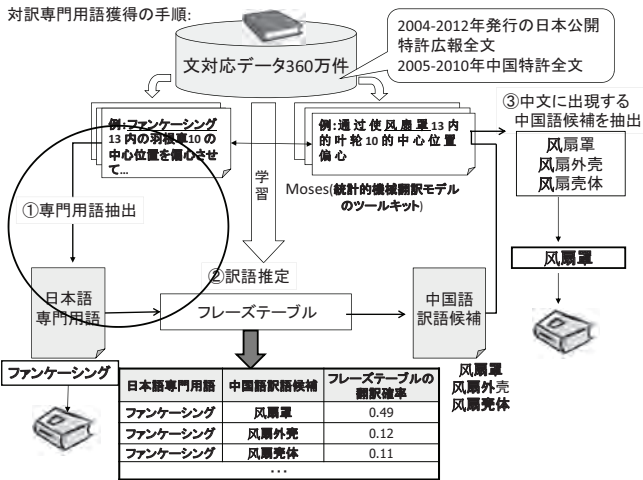 対訳専門用語獲得の手順:
文対応データ360万件
2004-2012年発行の日本公開
特許広報全文
2005-2010年中国特許全文
例:ファンケーシング
13内の羽根車10の
中心位置を偏心させ
て...
例:通过使风扇罩13内
的叶轮10的中心位置
偏心
③中文に出現する
中国語候補を抽出
风扇罩
风扇外壳
风扇壳体
学
習
Moses(統計的機械翻訳モデル
のツールキット)
①専門用語抽出
②訳語推定
风扇罩
日本語
専門用語
フレーズテーブル
中国語
訳語候補
ファンケーシング
风扇罩
风扇外壳
风扇壳体
日本語専門用語 中国語訳語候補 フレーズテーブルの
翻訳確率
ファンケーシング 风扇罩 0.49
ファンケーシング 风扇外壳 0.12
ファンケーシング 风扇壳体 0.11
...